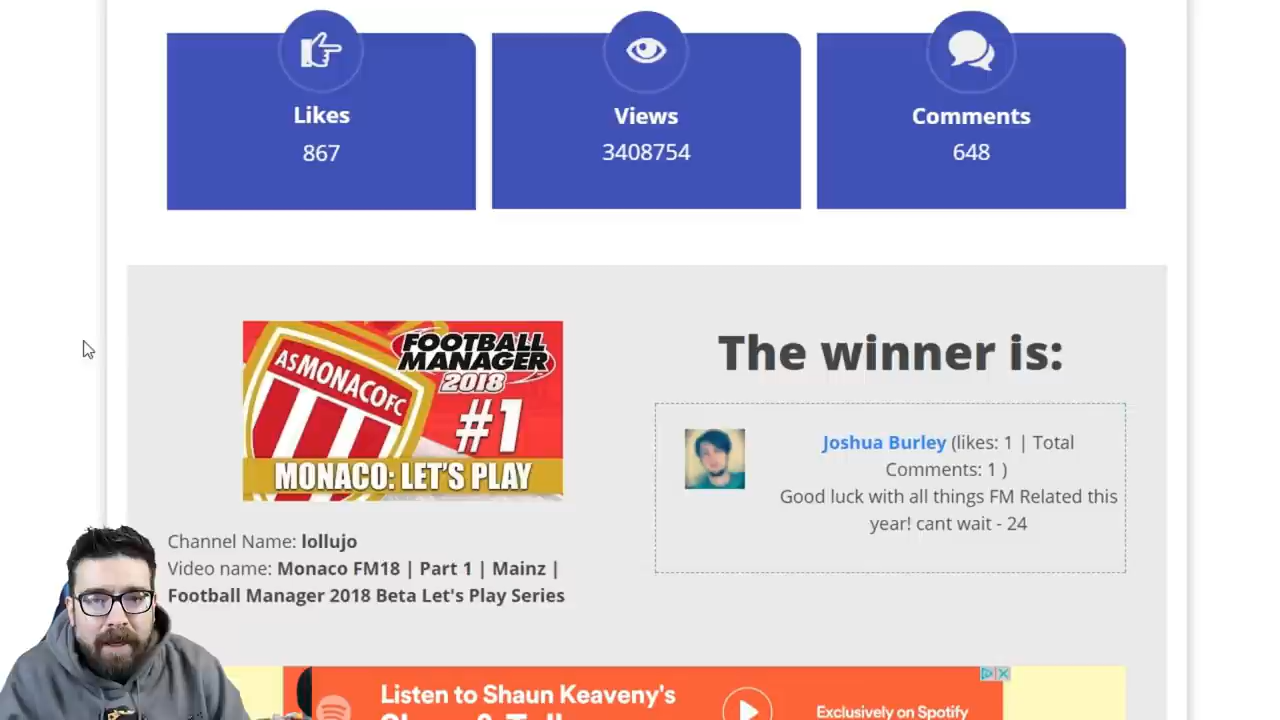 Likes
867
Views
3408754
Comments
648
AS MONACO FC
FOOTBALL
MANAGER
2018
#1
MONACO: LET'S PLAY
Channel Name: lollujo
Video name: Monaco FM18 | Part 1 | Mainz |
Football Manager 2018 Beta Let's Play Series
The winner is:
Joshua Burley (likes: 1 | Total
Comments: 1 )
Good luck with all things FM Related this
year! cant wait - 24
Listen to Shaun Keaveny's
Exclusively on Spotify